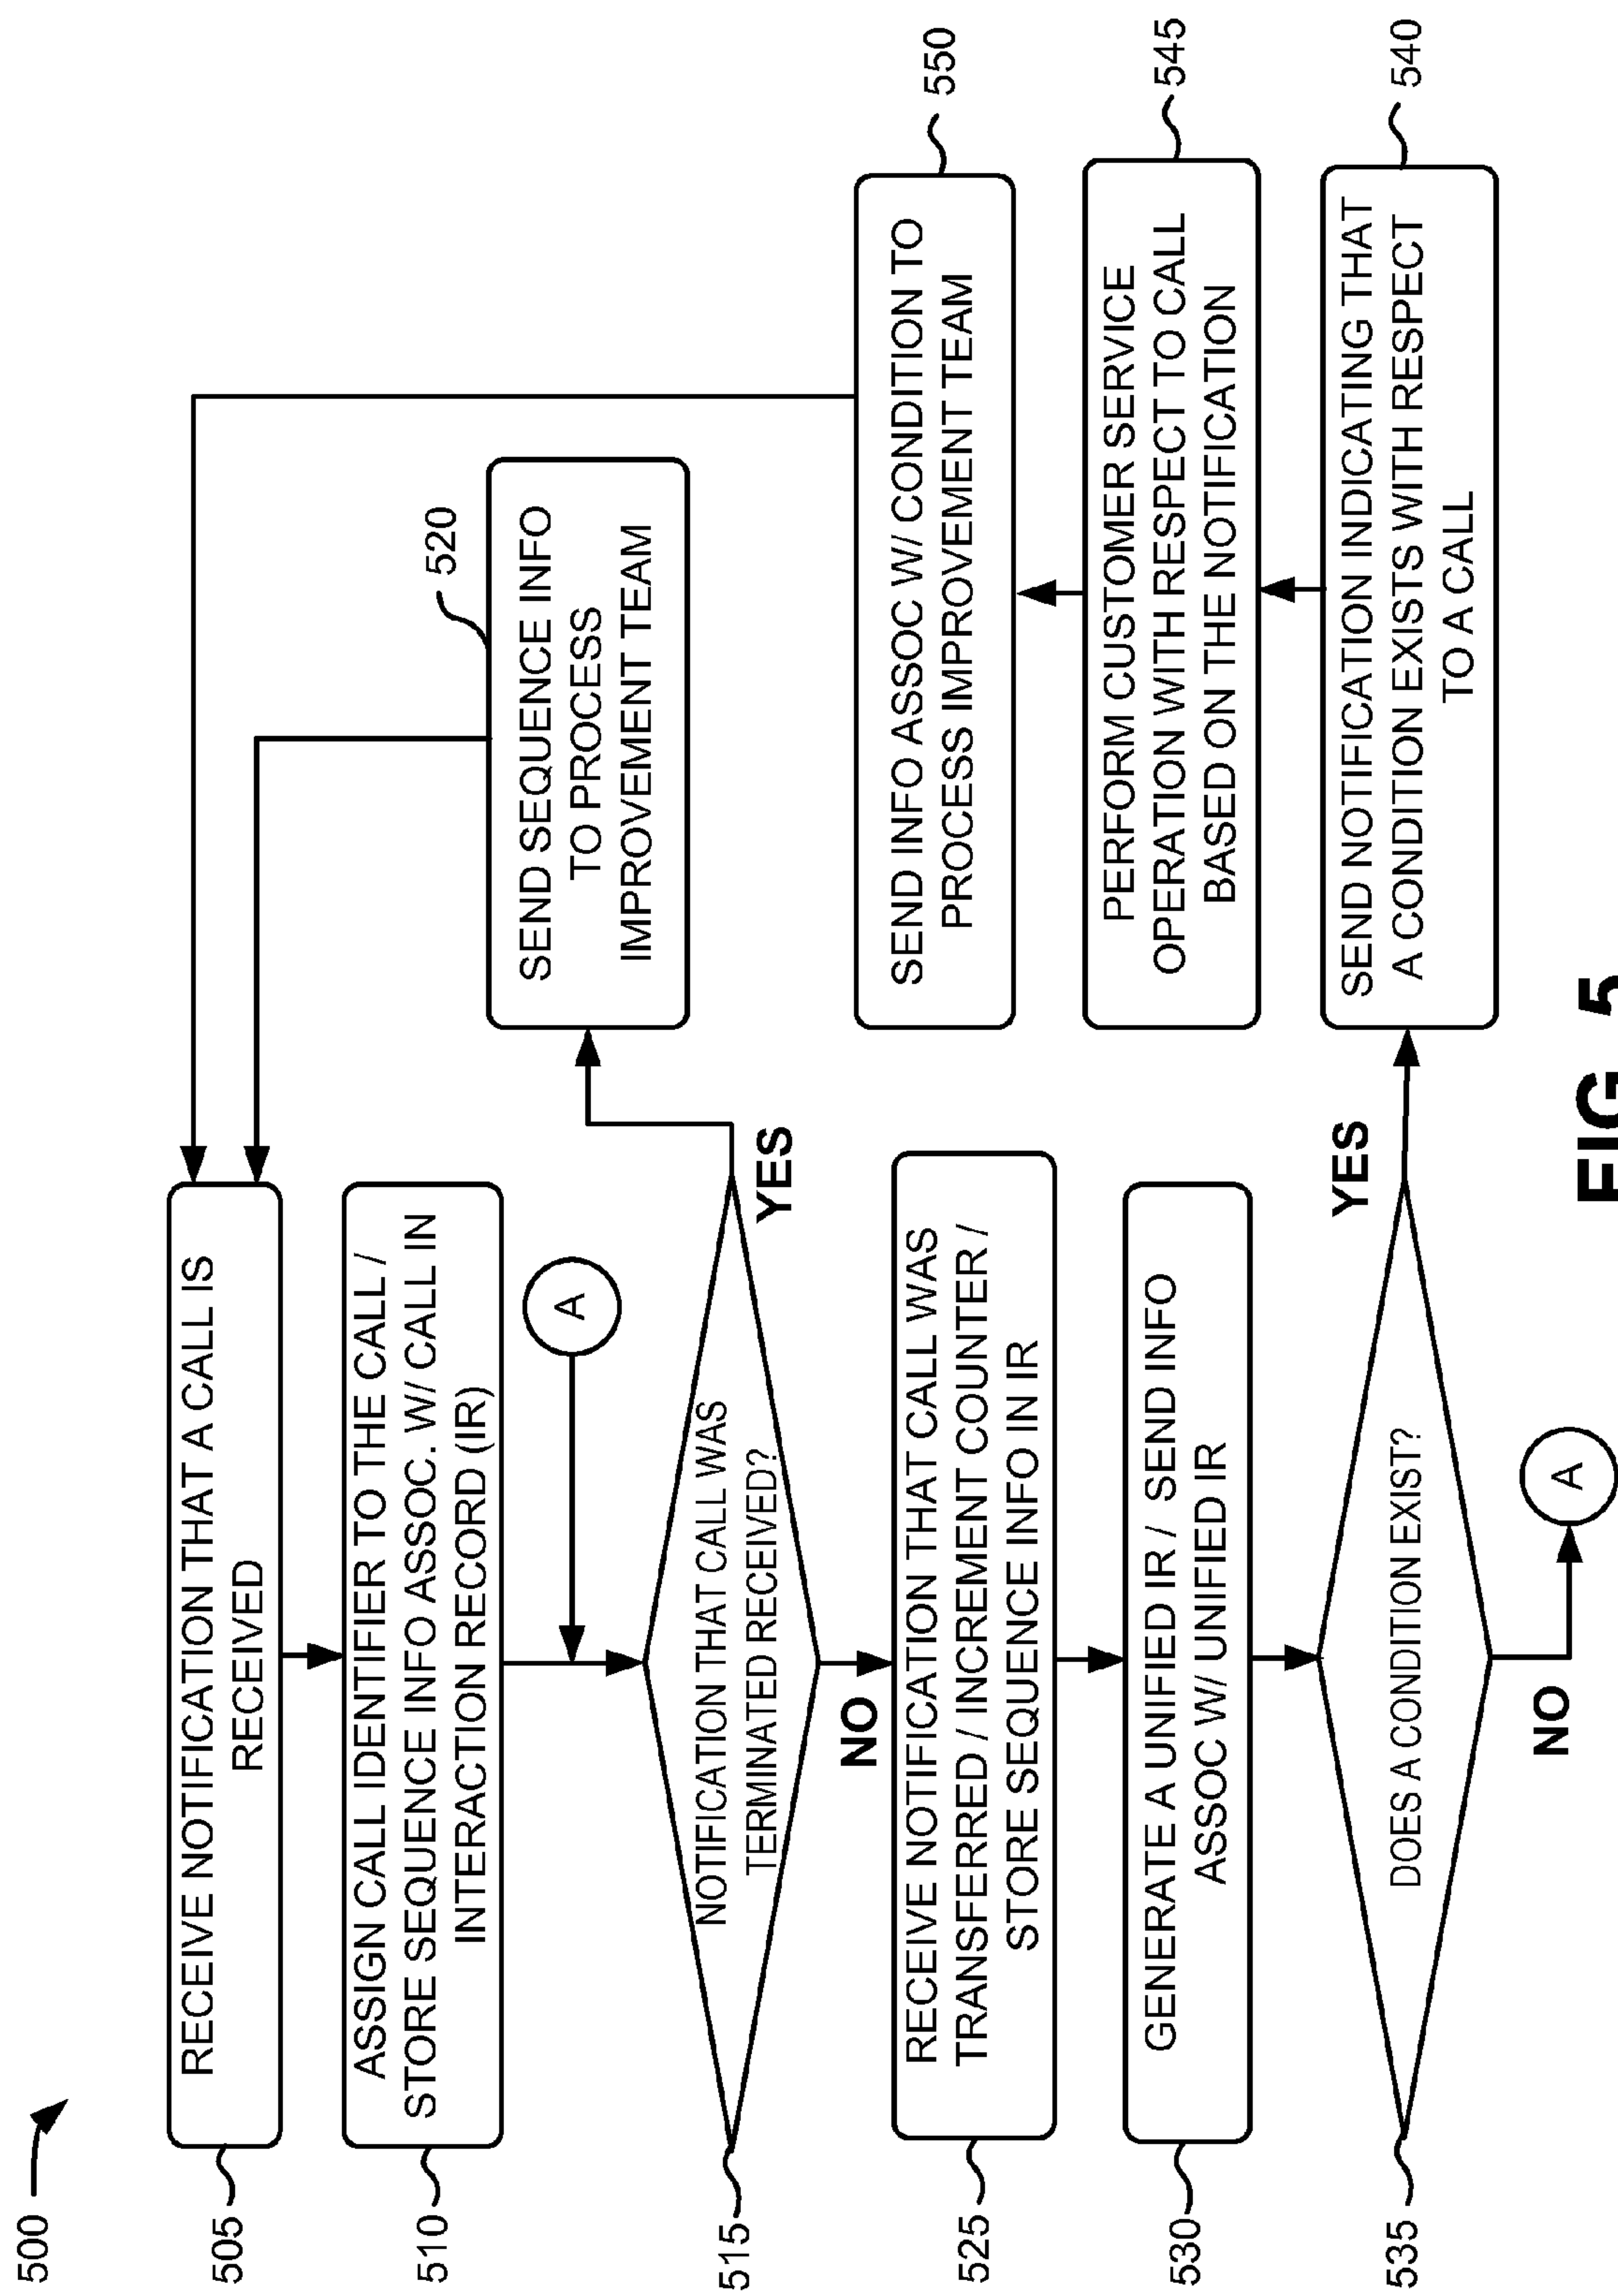 500
505
RECEIVE NOTIFICATION THAT A CALL IS
RECEIVED
510
ASSIGN CALL IDENTIFIER TO THE CALL /
STORE SEQUENCE INFO ASSOC. W/ CALL IN
INTERACTION RECORD (IR)
A
515
NOTIFICATION THAT CALL WAS
TERMINATED RECEIVED?
YES
NO
520
SEND SEQUENCE INFO
TO PROCESS
IMPROVEMENT TEAM
525
RECEIVE NOTIFICATION THAT CALL WAS
TRANSFERRED / INCREMENT COUNTER /
STORE SEQUENCE INFO IN IR
530
GENERATE A UNIFIED IR / SEND INFO
ASSOC W/ UNIFIED IR
535
DOES A CONDITION EXIST?
YES
NO
A
550
SEND INFO ASSOC W/ CONDITION TO
PROCESS IMPROVEMENT TEAM
545
PERFORM CUSTOMER SERVICE
OPERATION WITH RESPECT TO CALL
BASED ON THE NOTIFICATION
540
SEND NOTIFICATION INDICATING THAT
A CONDITION EXISTS WITH RESPECT
TO A CALL
FIG. 5